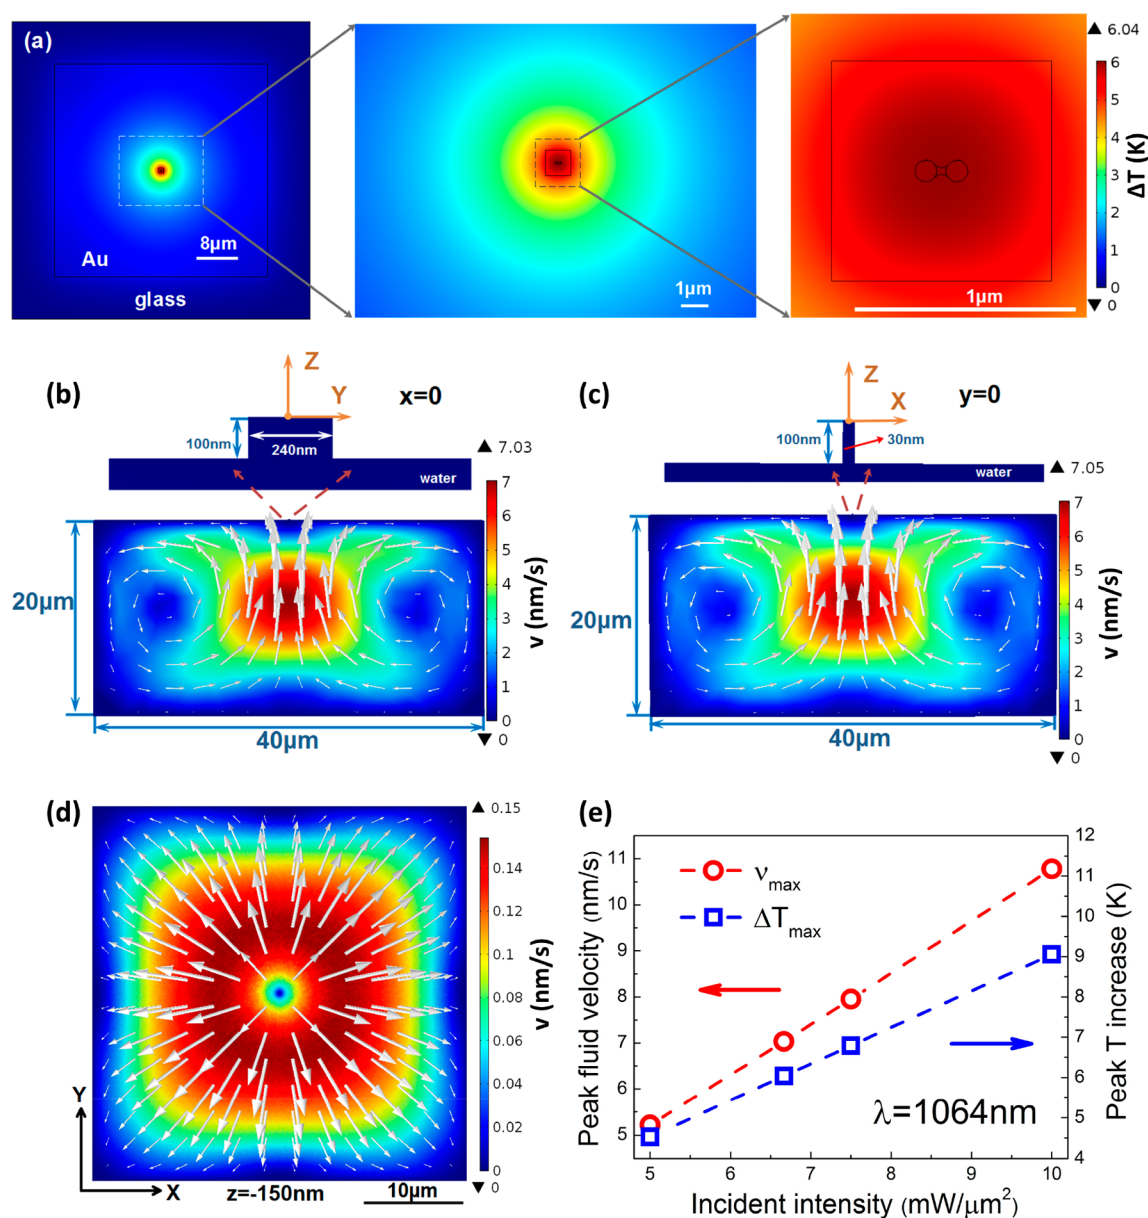 (a)
Au
glass
8μm
1μm
1μm
6.04
6
5
4
3
2
1
0
0
ΔT (K)
(b)
Z
Y
x=0
100nm
240nm
water
7.03
7
6
5
4
3
2
1
0
0
v (nm/s)
20μm
40μm
(c)
Z
X
y=0
100nm
30nm
water
7.05
7
6
5
4
3
2
1
0
0
v (nm/s)
20μm
40μm
(d)
0.15
0.14
0.12
0.1
0.08
0.06
0.04
0.02
0
0
v (nm/s)
Y
X
z=-150nm
10μm
(e)
Peak fluid velocity (nm/s)
11
10
9
8
7
6
5
νmax
ΔTmax
λ=1064nm
12
11
10
9
8
7
6
5
4
Peak T increase (K)
5 6 7 8 9 10
Incident intensity (mW/μm²)